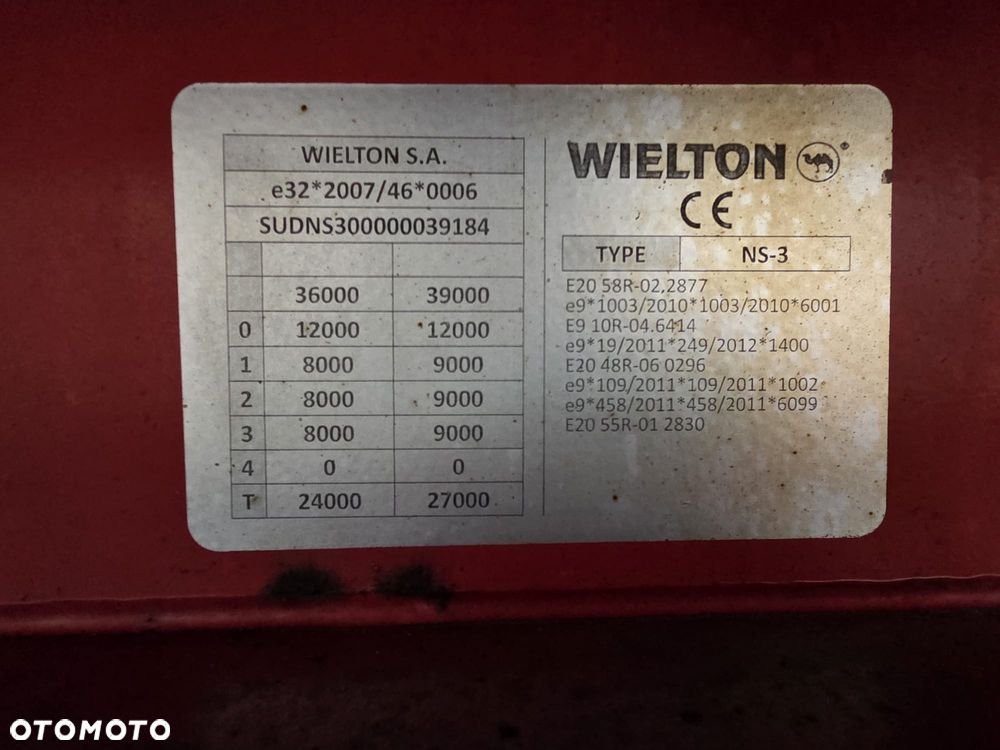 WIELTON S.A.
e32*2007/46*0006
SUDNS300000039184
36000 39000
0 12000 12000
1 8000 9000
2 8000 9000
3 8000 9000
4 0 0
T 24000 27000
WIELTON ®
CE
TYPE NS-3
E20 58R-02.2877
e9*1003/2010*1003/2010*6001
E9 10R-04.6414
e9*19/2011*249/2012*1400
E20 48R-06 0296
e9*109/2011*109/2011*1002
e9*458/2011*458/2011*6099
E20 55R-01 2830
OTOMOTO